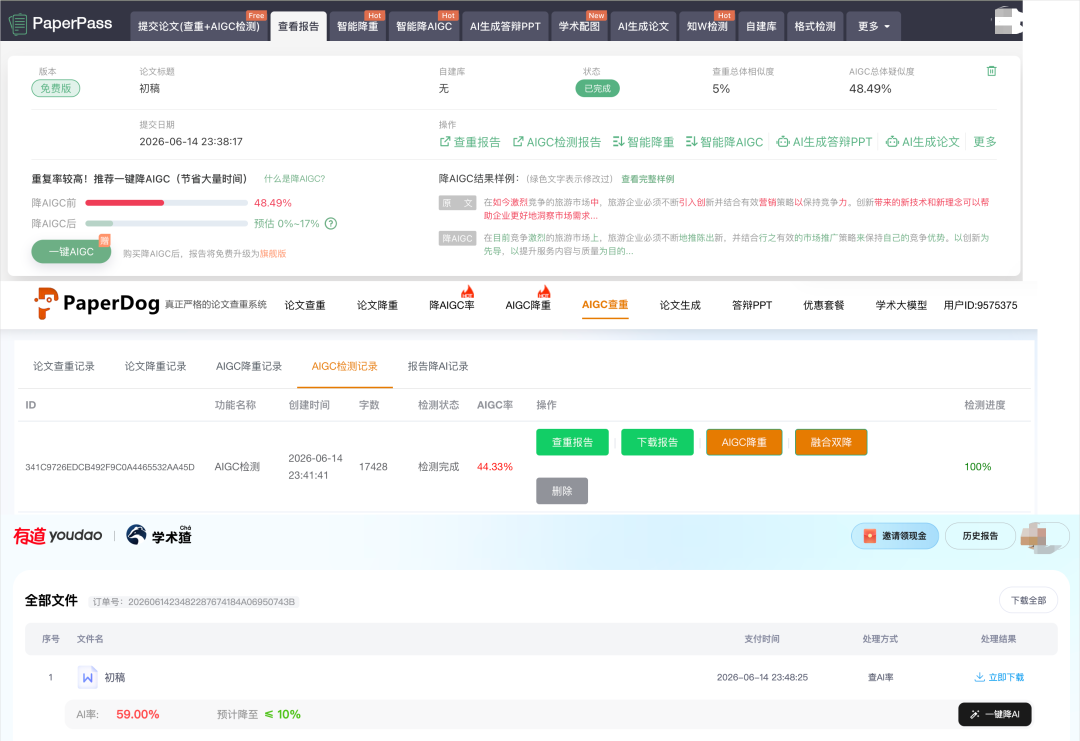 PaperPass 提交论文(查重+AIGC检测) Free 查看报告 智能降重 Hot 智能降AIGC Hot AI生成答辩PPT 学术配图 New AI生成论文 知W检测 Hot 自建库 格式检测 更多
版本 论文标题 自建库 状态 查重总体相似度 AIGC总体疑似度
免费版 初稿 无 已完成 5% 48.49%
提交日期 操作
2026-06-14 23:38:17 查重报告 AIGC检测报告 智能降重 智能降AIGC AI生成答辩PPT AI生成论文 更多
重复率较高！推荐一键降AIGC（节省大量时间） 什么是降AIGC?
降AIGC前 48.49%
降AIGC后 预估 0%~17% ?
一键AIGC 赠 购买降AIGC后，报告将免费升级为旗舰版
降AIGC结果样例：（绿色文字表示修改过） 查看完整样例
原 文 在如今激烈竞争的旅游市场中，旅游企业必须不断引入创新并结合有效营销策略以保持竞争力。创新带来的新技术和新理念可以帮
助企业更好地洞察市场需求...
降AIGC 在目前竞争激烈的旅游市场上，旅游企业必须不断地推陈出新，并结合行之有效的市场推广策略来保持自己的竞争优势。以创新为
先导，以提升服务内容与质量为目的...
PaperDog 真正严格的论文查重系统 论文查重 论文降重 降AIGC率 AIGC降重 AIGC查重 论文生成 答辩PPT 优惠套餐 学术大模型 用户ID:9575375
论文查重记录 论文降重记录 AIGC降重记录 AIGC检测记录 报告降AI记录
ID 功能名称 创建时间 字数 检测状态 AIGC率 操作 检测进度
查重报告 下载报告 AIGC降重 融合双降
341C9726EDCB492F9C0A4465532AA45D AIGC检测 2026-06-14 17428 检测完成 44.33% 100%
23:41:41
删除
有道 youdao 学术猹 Chá 邀请领现金 历史报告
全部文件 订单号：2026061423482287674184A06950743B 下载全部
序号 文件名 支付时间 处理方式 处理结果
1 W 初稿 2026-06-14 23:48:25 查AI率 立即下载
AI率: 59.00% 预计降至 ≤ 10% 一键降AI